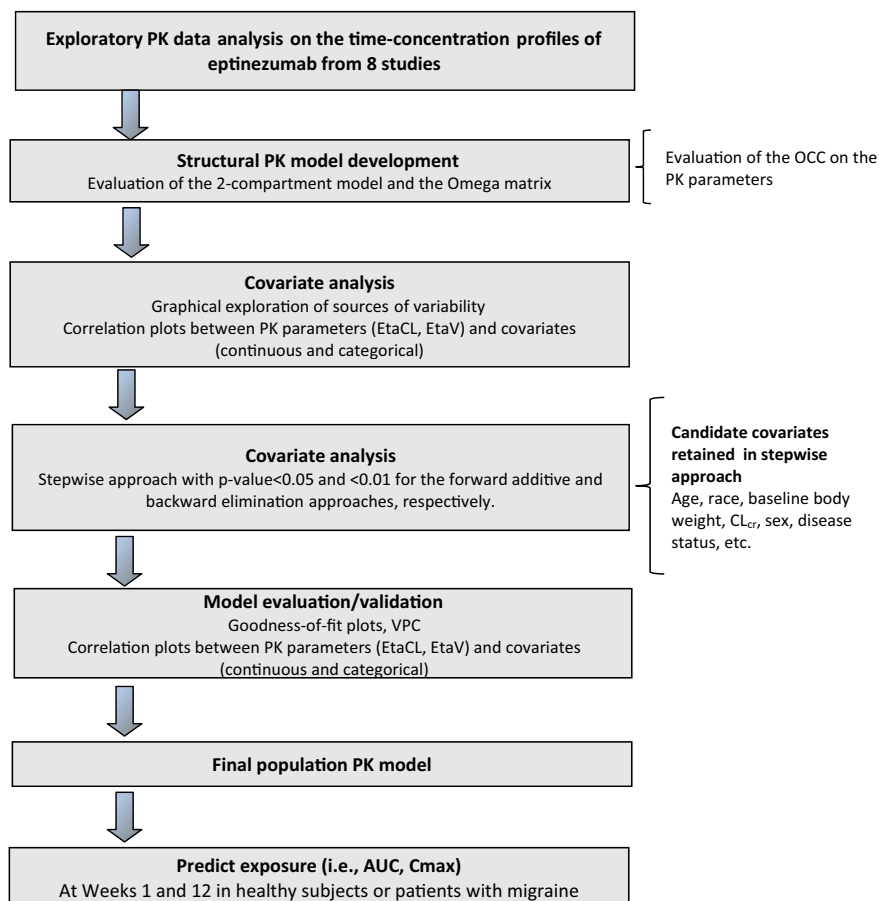 Exploratory PK data analysis on the time-concentration profiles of
eptinezumab from 8 studies
Structural PK model development
Evaluation of the 2-compartment model and the Omega matrix
Evaluation of the OCC on the
PK parameters
Covariate analysis
Graphical exploration of sources of variability
Correlation plots between PK parameters (EtaCL, EtaV) and covariates
(continuous and categorical)
Covariate analysis
Stepwise approach with p-value<0.05 and <0.01 for the forward additive and
backward elimination approaches, respectively.
Candidate covariates
retained in stepwise
approach
Age, race, baseline body
weight, CLcr, sex, disease
status, etc.
Model evaluation/validation
Goodness-of-fit plots, VPC
Correlation plots between PK parameters (EtaCL, EtaV) and covariates
(continuous and categorical)
Final population PK model
Predict exposure (i.e., AUC, Cmax)
At Weeks 1 and 12 in healthy subjects or patients with migraine